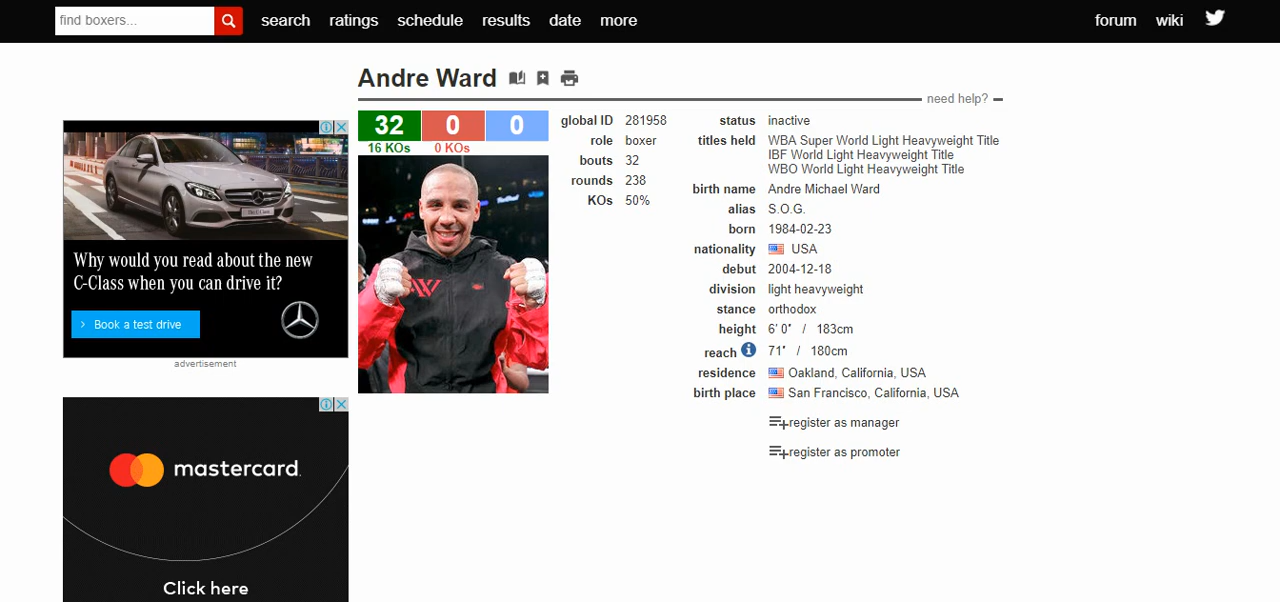 find boxers...
search ratings schedule results date more
forum wiki
Andre Ward
need help?
32 0 0
16 KOs 0 KOs
global ID 281958
role boxer
bouts 32
rounds 238
KOs 50%
status inactive
titles held WBA Super World Light Heavyweight Title
IBF World Light Heavyweight Title
WBO World Light Heavyweight Title
birth name Andre Michael Ward
alias S.O.G.
born 1984-02-23
nationality USA
debut 2004-12-18
division light heavyweight
stance orthodox
height 6′ 0″ / 183cm
reach 71″ / 180cm
residence Oakland, California, USA
birth place San Francisco, California, USA
register as manager
register as promoter
Why would you read about the new
C-Class when you can drive it?
Book a test drive
advertisement
mastercard.
Click here